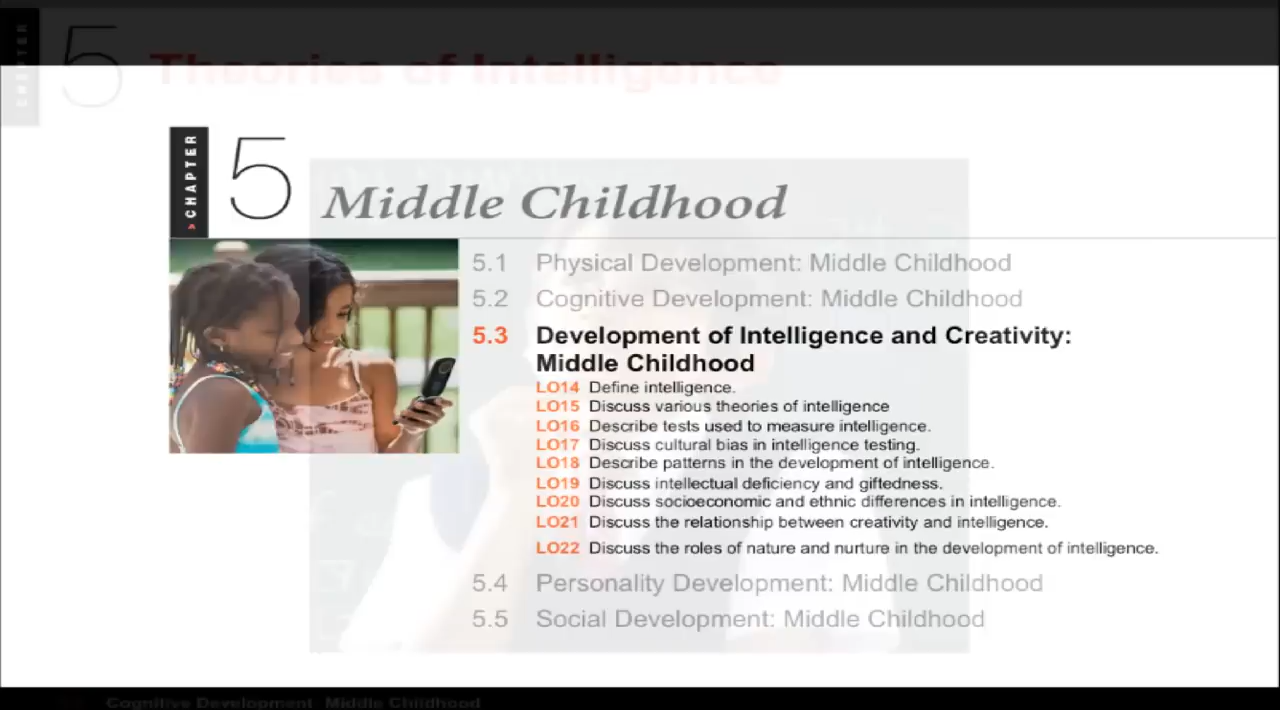 CHAPTER
5
Theories of Intelligence
> CHAPTER
5
Middle Childhood
5.1 Physical Development: Middle Childhood
5.2 Cognitive Development: Middle Childhood
5.3 Development of Intelligence and Creativity:
Middle Childhood
LO14 Define intelligence.
LO15 Discuss various theories of intelligence
LO16 Describe tests used to measure intelligence.
LO17 Discuss cultural bias in intelligence testing.
LO18 Describe patterns in the development of intelligence.
LO19 Discuss intellectual deficiency and giftedness.
LO20 Discuss socioeconomic and ethnic differences in intelligence.
LO21 Discuss the relationship between creativity and intelligence.
LO22 Discuss the roles of nature and nurture in the development of intelligence.
5.4 Personality Development: Middle Childhood
5.5 Social Development: Middle Childhood
Cognitive Development: Middle Childhood